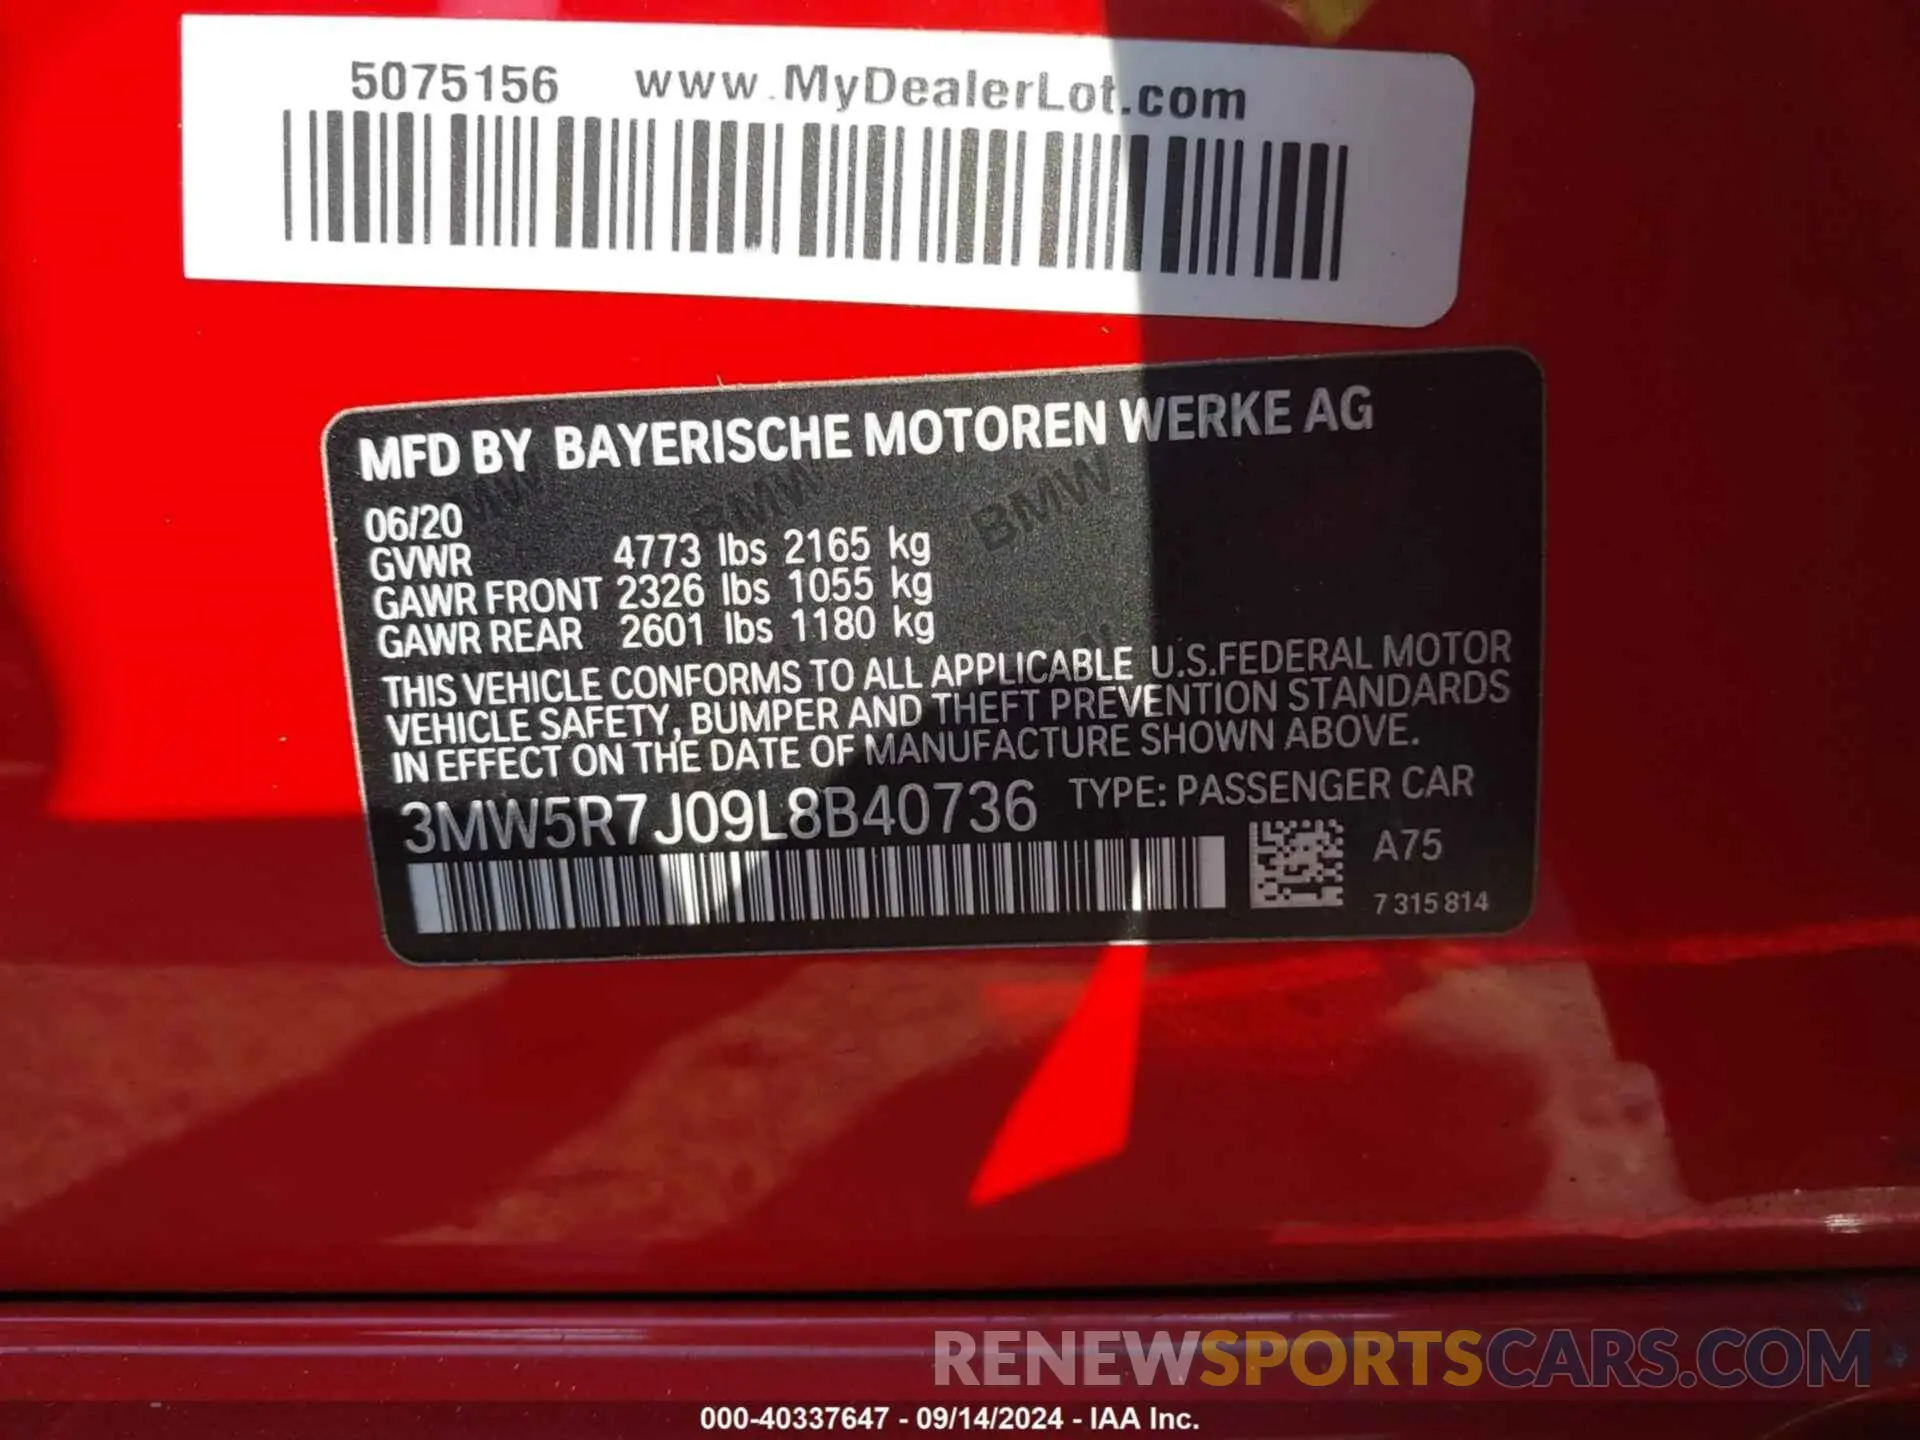 5075156 www.MyDealerLot.com
MFD BY BAYERISCHE MOTOREN WERKE AG
06/20
GVWR 4773 lbs 2165 kg
GAWR FRONT 2326 lbs 1055 kg
GAWR REAR 2601 lbs 1180 kg
THIS VEHICLE CONFORMS TO ALL APPLICABLE U.S.FEDERAL MOTOR
VEHICLE SAFETY, BUMPER AND THEFT PREVENTION STANDARDS
IN EFFECT ON THE DATE OF MANUFACTURE SHOWN ABOVE.
3MW5R7J09L8B40736 TYPE: PASSENGER CAR
A75
7 315 814
BMW BMW BMW
RENEWSPORTSCARS.COM
000-40337647 - 09/14/2024 - IAA Inc.